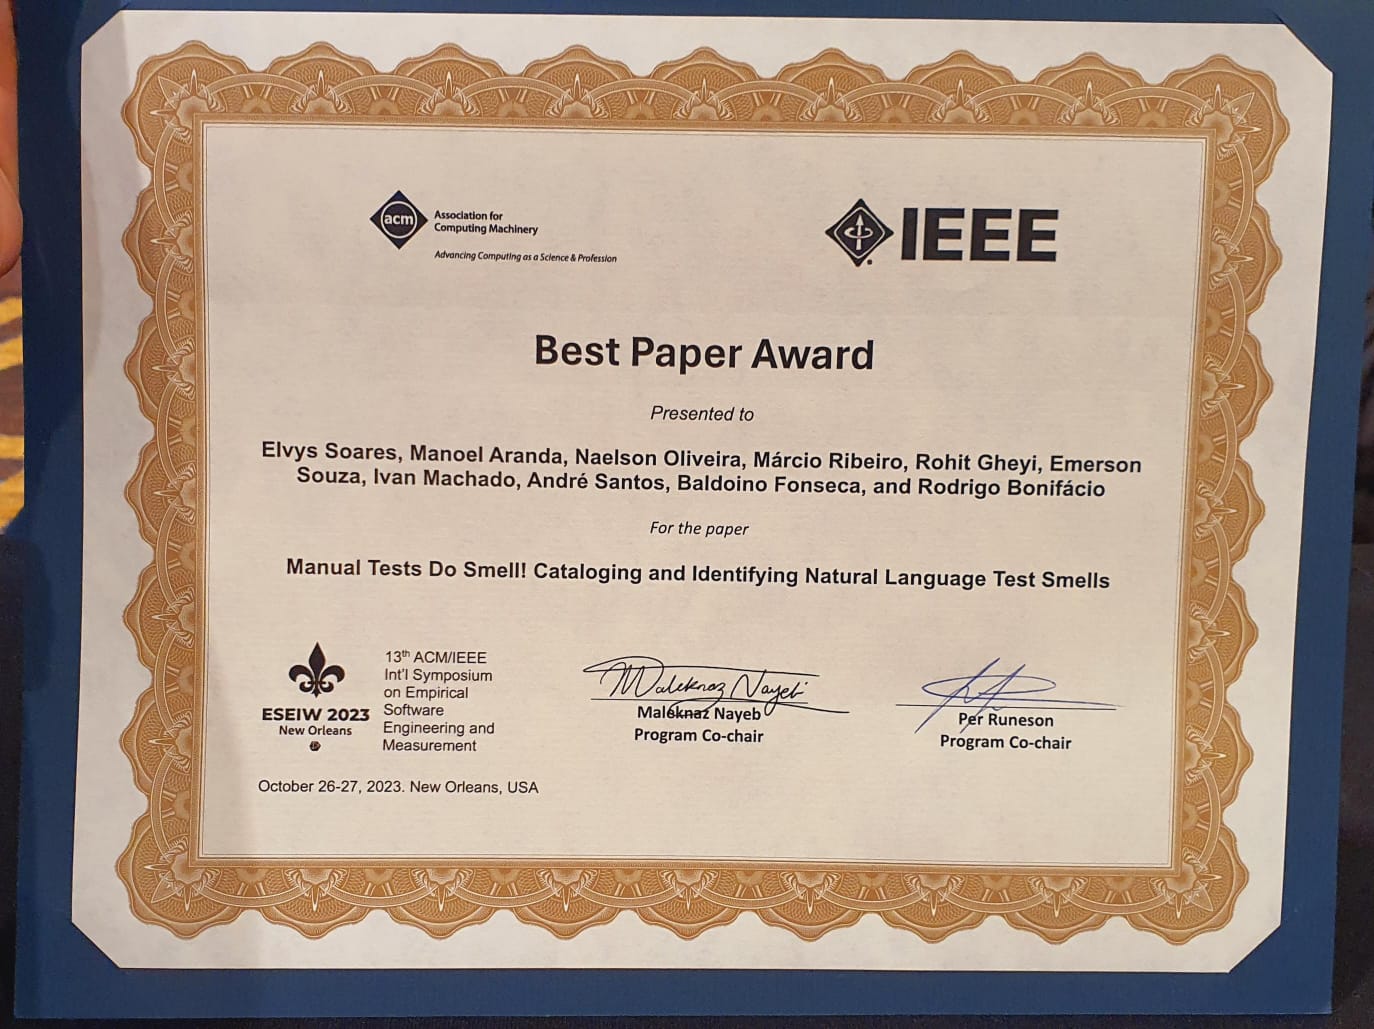 acm
Association for
Computing Machinery
Advancing Computing as a Science & Profession
IEEE
Best Paper Award
Presented to
Elvys Soares, Manoel Aranda, Naelson Oliveira, Márcio Ribeiro, Rohit Gheyi, Emerson
Souza, Ivan Machado, André Santos, Baldoino Fonseca, and Rodrigo Bonifácio
For the paper
Manual Tests Do Smell! Cataloging and Identifying Natural Language Test Smells
ESEIW 2023
New Orleans
13th ACM/IEEE
Int'l Symposium
on Empirical
Software
Engineering and
Measurement
October 26-27, 2023. New Orleans, USA
Maleknaz Nayebi
Maleknaz Nayeb
Program Co-chair
Per Runeson
Program Co-chair